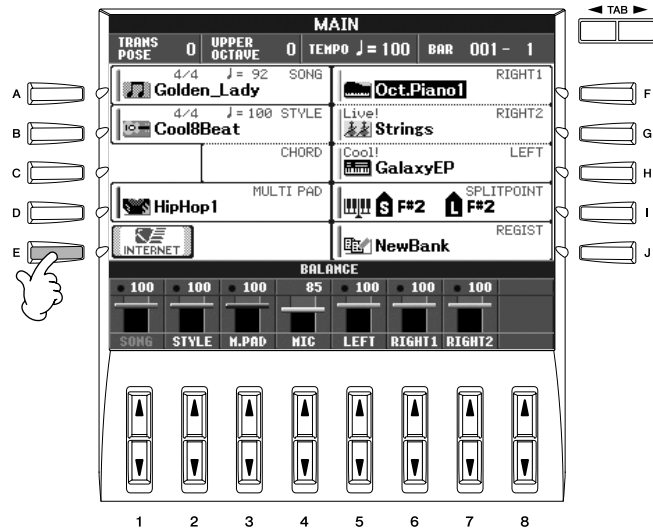 MAIN
◄ TAB ►
TRANS POSE 0 UPPER OCTAVE 0 TEMPO ♩= 100 BAR 001 - 1
4/4 ♩= 92 SONG
Golden_Lady
RIGHT1
Oct.Piano1
A
F
4/4 ♩= 100 STYLE
Cool8Beat
Live! RIGHT2
Strings
B
G
CHORD
Cool! LEFT
GalaxyEP
C
H
MULTI PAD
HipHop1
SPLITPOINT
S F#2 L F#2
D
I
INTERNET
REGIST
NewBank
E
J
BALANCE
100 100 100 85 100 100 100
SONG STYLE M.PAD MIC LEFT RIGHT1 RIGHT2
1 2 3 4 5 6 7 8